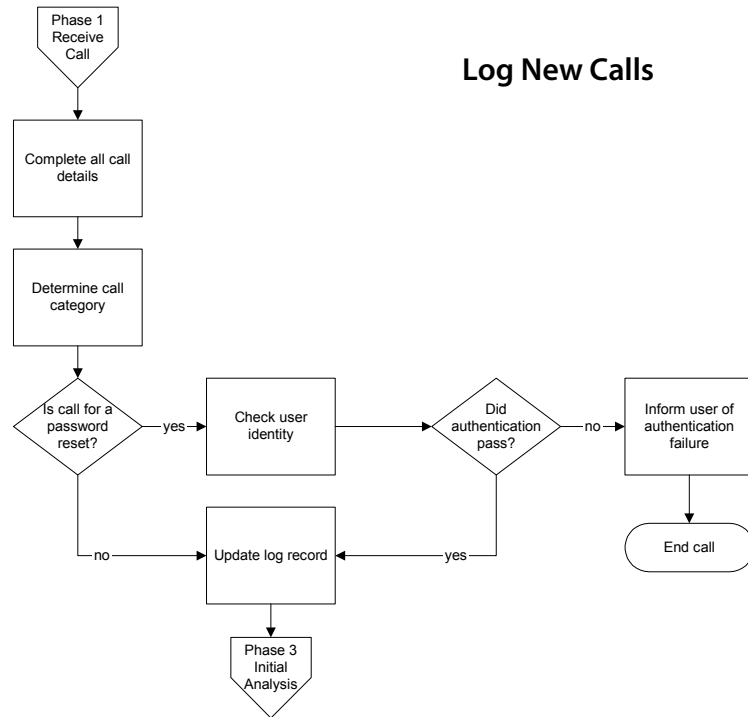 Phase 1
Receive
Call
Log New Calls
Complete all call
details
Determine call
category
Is call for a
password
reset?
yes
Check user
identity
Did
authentication
pass?
no
Inform user of
authentication
failure
no
Update log record
yes
End call
Phase 3
Initial
Analysis